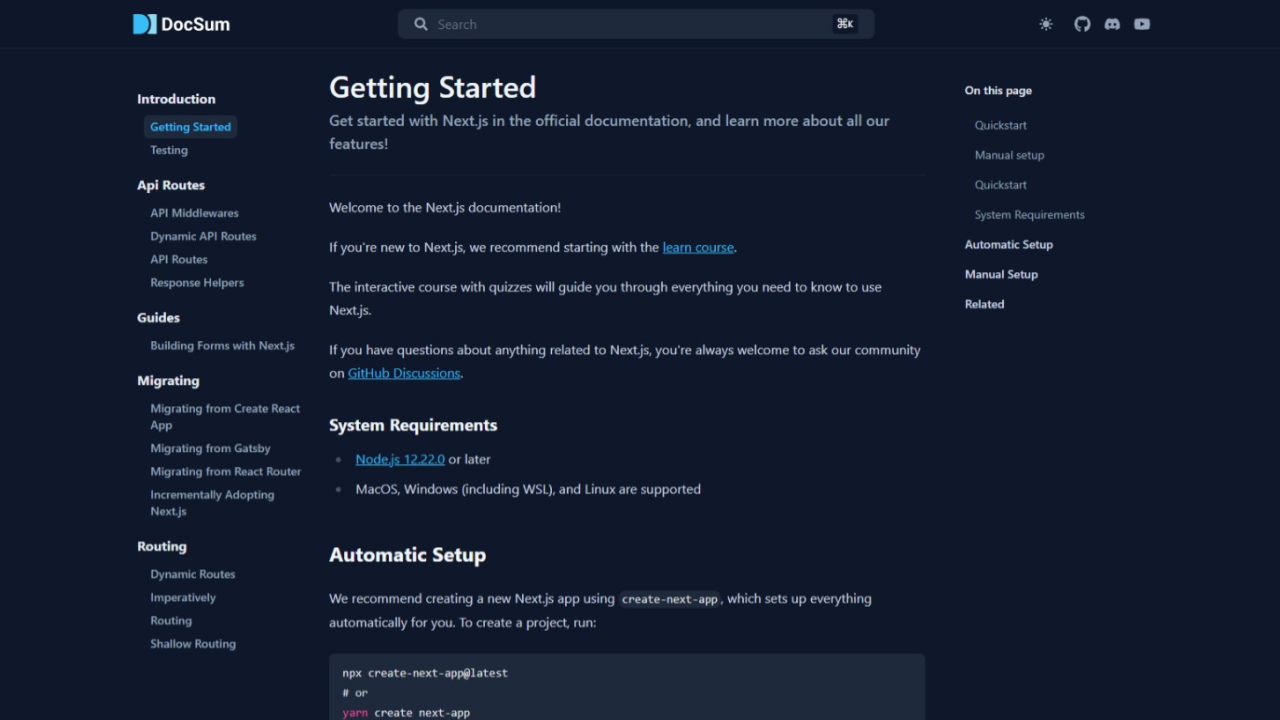 DocSum
Search
⌘K
Introduction
Getting Started
Testing
Api Routes
API Middlewares
Dynamic API Routes
API Routes
Response Helpers
Guides
Building Forms with Next.js
Migrating
Migrating from Create React
App
Migrating from Gatsby
Migrating from React Router
Incrementally Adopting
Next.js
Routing
Dynamic Routes
Imperatively
Routing
Shallow Routing
Getting Started
Get started with Next.js in the official documentation, and learn more about all our
features!
Welcome to the Next.js documentation!
If you're new to Next.js, we recommend starting with the learn course.
The interactive course with quizzes will guide you through everything you need to know to use
Next.js.
If you have questions about anything related to Next.js, you're always welcome to ask our community
on GitHub Discussions.
System Requirements
Node.js 12.22.0 or later
MacOS, Windows (including WSL), and Linux are supported
Automatic Setup
We recommend creating a new Next.js app using create-next-app, which sets up everything
automatically for you. To create a project, run:
npx create-next-app@latest
# or
yarn create next-app
On this page
Quickstart
Manual setup
Quickstart
System Requirements
Automatic Setup
Manual Setup
Related